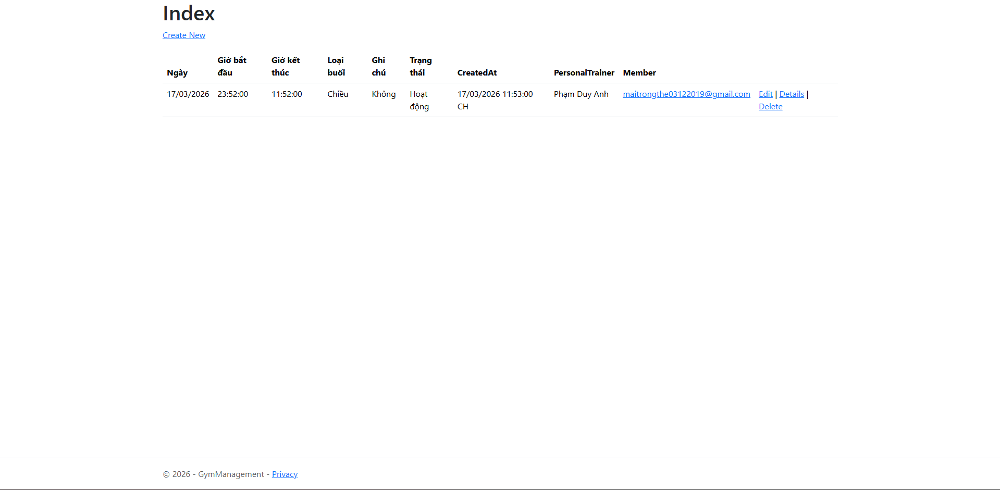 Index
Create New
Ngày Giờ bắt đầu Giờ kết thúc Loại buổi Ghi chú Trạng thái CreatedAt PersonalTrainer Member
17/03/2026 23:52:00 11:52:00 Chiều Không Hoạt động 17/03/2026 11:53:00 CH Phạm Duy Anh maitrongthe03122019@gmail.com Edit | Details | Delete
© 2026 - GymManagement - Privacy